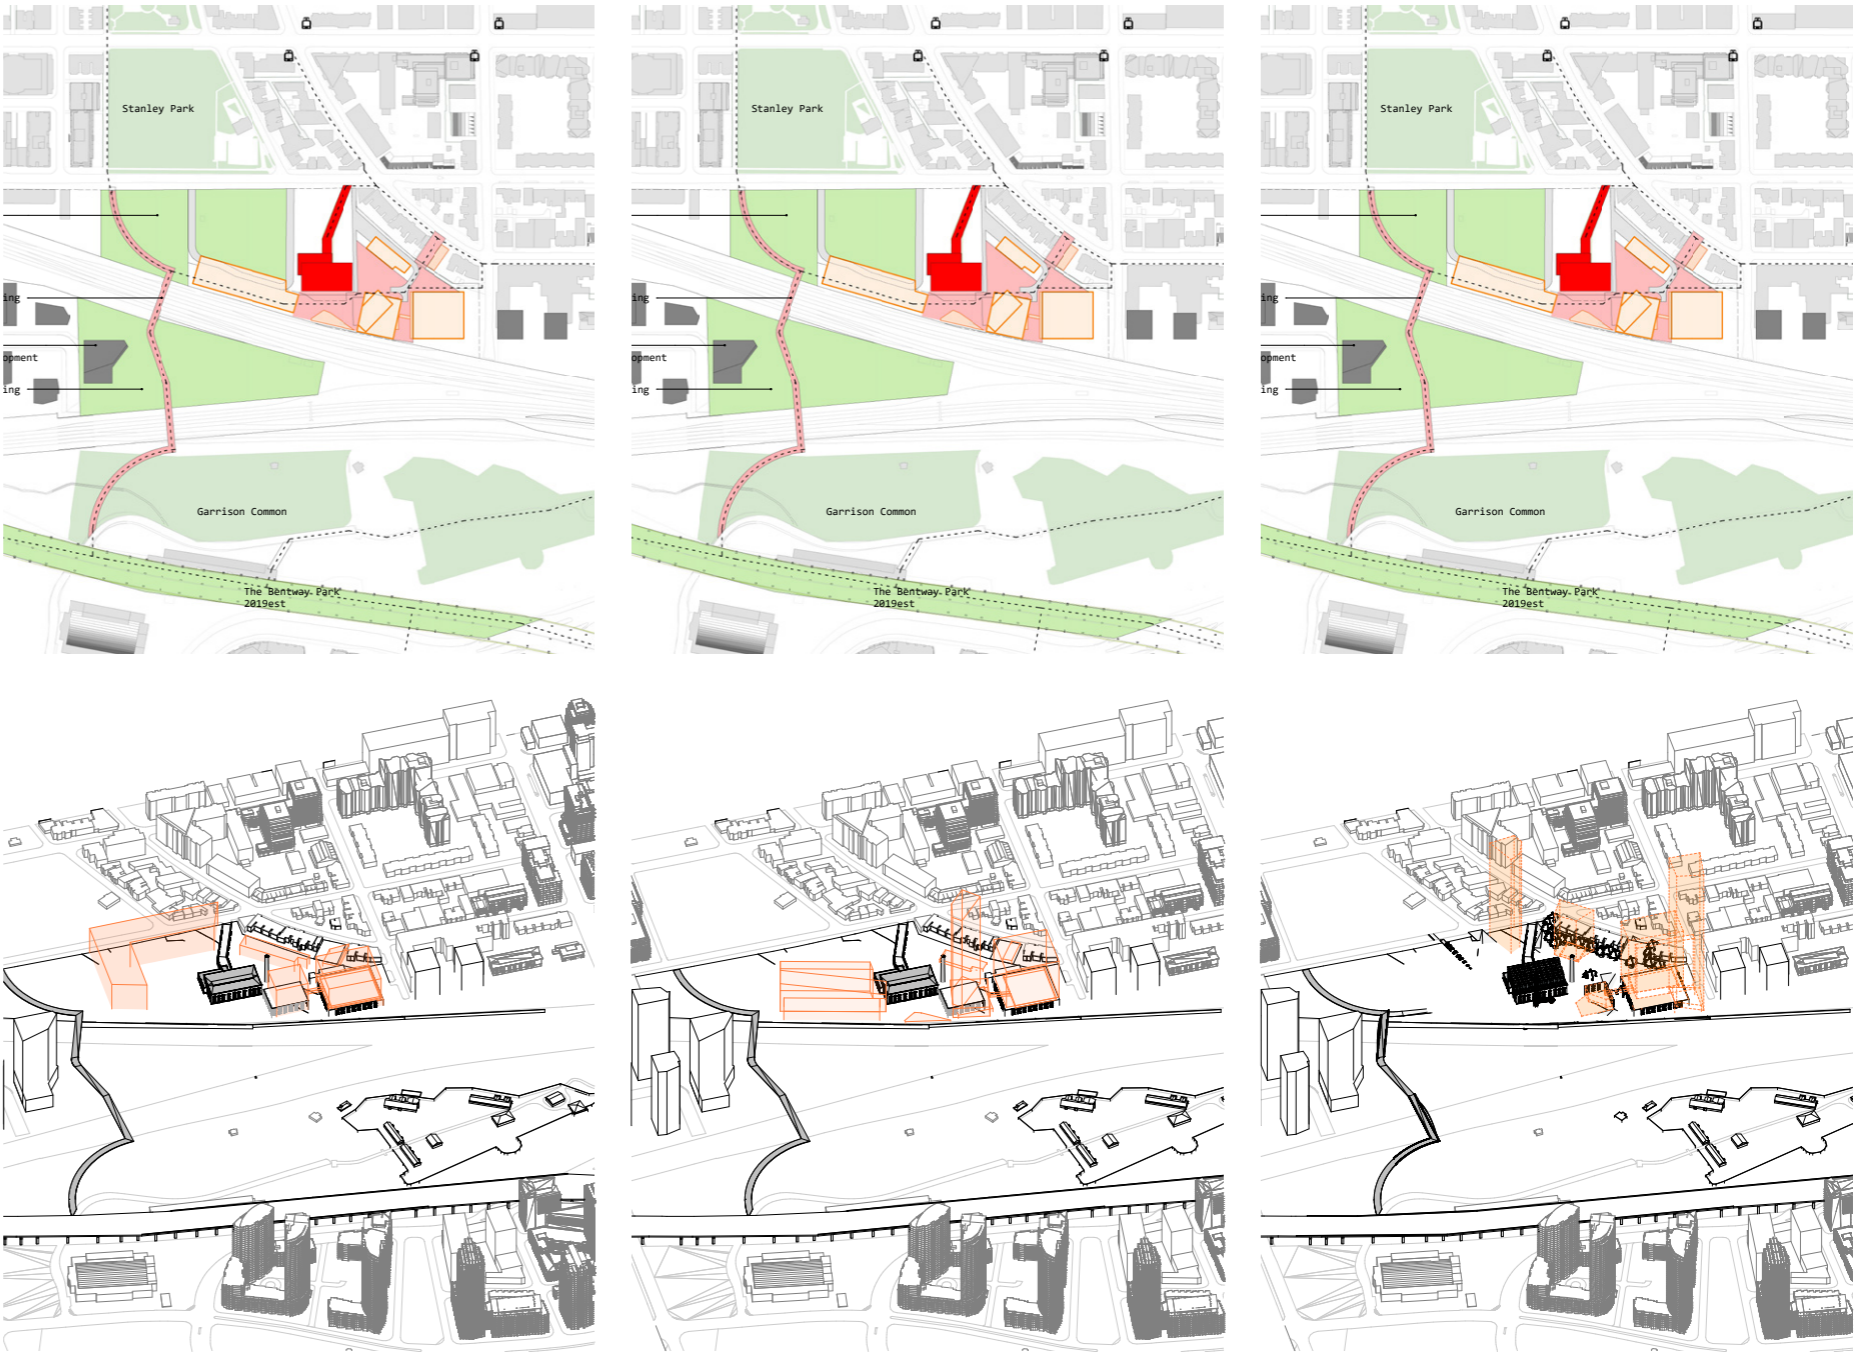 Stanley Park
ing
opment
ing
Garrison Common
The Bentway Park
2019est
Stanley Park
ing
opment
ing
Garrison Common
The Bentway Park
2019est
Stanley Park
ing
opment
ing
Garrison Common
The Bentway Park
2019est